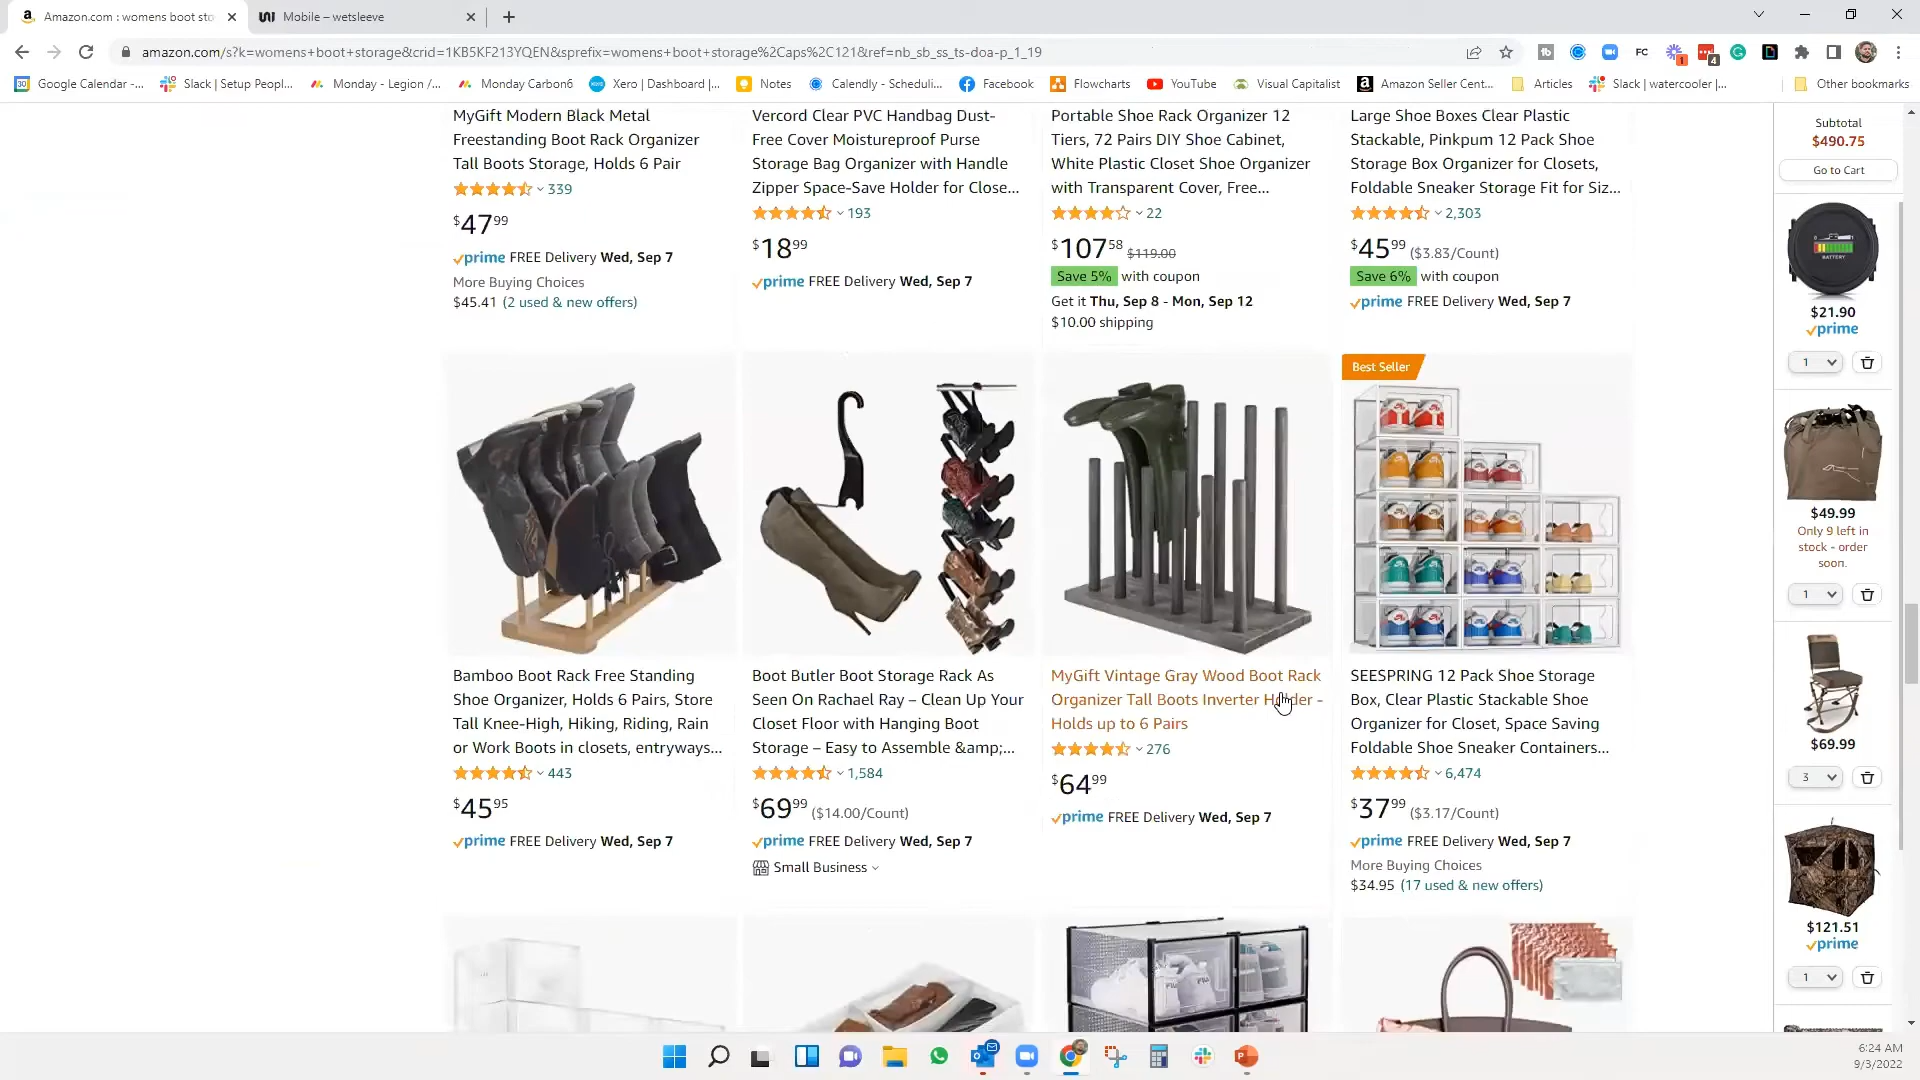 Amazon.com : womens boot sto
Mobile – wetsleeve
amazon.com/s?k=womens+boot+storage&crid=1KB5KF213YQEN&sprefix=womens+boot+storage%2Caps%2C121&ref=nb_sb_ss_ts-doa-p_1_19
Google Calendar -...
Slack | Setup Peopl...
Monday - Legion /...
Monday Carbon6
Xero | Dashboard |...
Notes
Calendly - Scheduli...
Facebook
Flowcharts
YouTube
Visual Capitalist
Amazon Seller Cent...
Articles
Slack | watercooler |...
Other bookmarks
MyGift Modern Black Metal
Freestanding Boot Rack Organizer
Tall Boots Storage, Holds 6 Pair
339
$47 99
prime FREE Delivery Wed, Sep 7
More Buying Choices
$45.41 (2 used & new offers)
Vercord Clear PVC Handbag Dust-
Free Cover Moistureproof Purse
Storage Bag Organizer with Handle
Zipper Space-Save Holder for Close...
193
$18 99
prime FREE Delivery Wed, Sep 7
Portable Shoe Rack Organizer 12
Tiers, 72 Pairs DIY Shoe Cabinet,
White Plastic Closet Shoe Organizer
with Transparent Cover, Free...
22
$107 58 $119.00
Save 5% with coupon
Get it Thu, Sep 8 - Mon, Sep 12
$10.00 shipping
Large Shoe Boxes Clear Plastic
Stackable, Pinkpum 12 Pack Shoe
Storage Box Organizer for Closets,
Foldable Sneaker Storage Fit for Siz...
2,303
$45 99 ($3.83/Count)
Save 6% with coupon
prime FREE Delivery Wed, Sep 7
Bamboo Boot Rack Free Standing
Shoe Organizer, Holds 6 Pairs, Store
Tall Knee-High, Hiking, Riding, Rain
or Work Boots in closets, entryways...
443
$45 95
prime FREE Delivery Wed, Sep 7
Boot Butler Boot Storage Rack As
Seen On Rachael Ray – Clean Up Your
Closet Floor with Hanging Boot
Storage – Easy to Assemble &amp;...
1,584
$69 99 ($14.00/Count)
prime FREE Delivery Wed, Sep 7
Small Business
MyGift Vintage Gray Wood Boot Rack
Organizer Tall Boots Inverter Holder -
Holds up to 6 Pairs
276
$64 99
prime FREE Delivery Wed, Sep 7
Best Seller
SEESPRING 12 Pack Shoe Storage
Box, Clear Plastic Stackable Shoe
Organizer for Closet, Space Saving
Foldable Shoe Sneaker Containers...
6,474
$37 99 ($3.17/Count)
prime FREE Delivery Wed, Sep 7
More Buying Choices
$34.95 (17 used & new offers)
Subtotal
$490.75
Go to Cart
BATTERY
$21.90
prime
1
$49.99
Only 9 left in
stock - order
soon.
1
$69.99
3
$121.51
prime
1
6:24 AM
9/3/2022